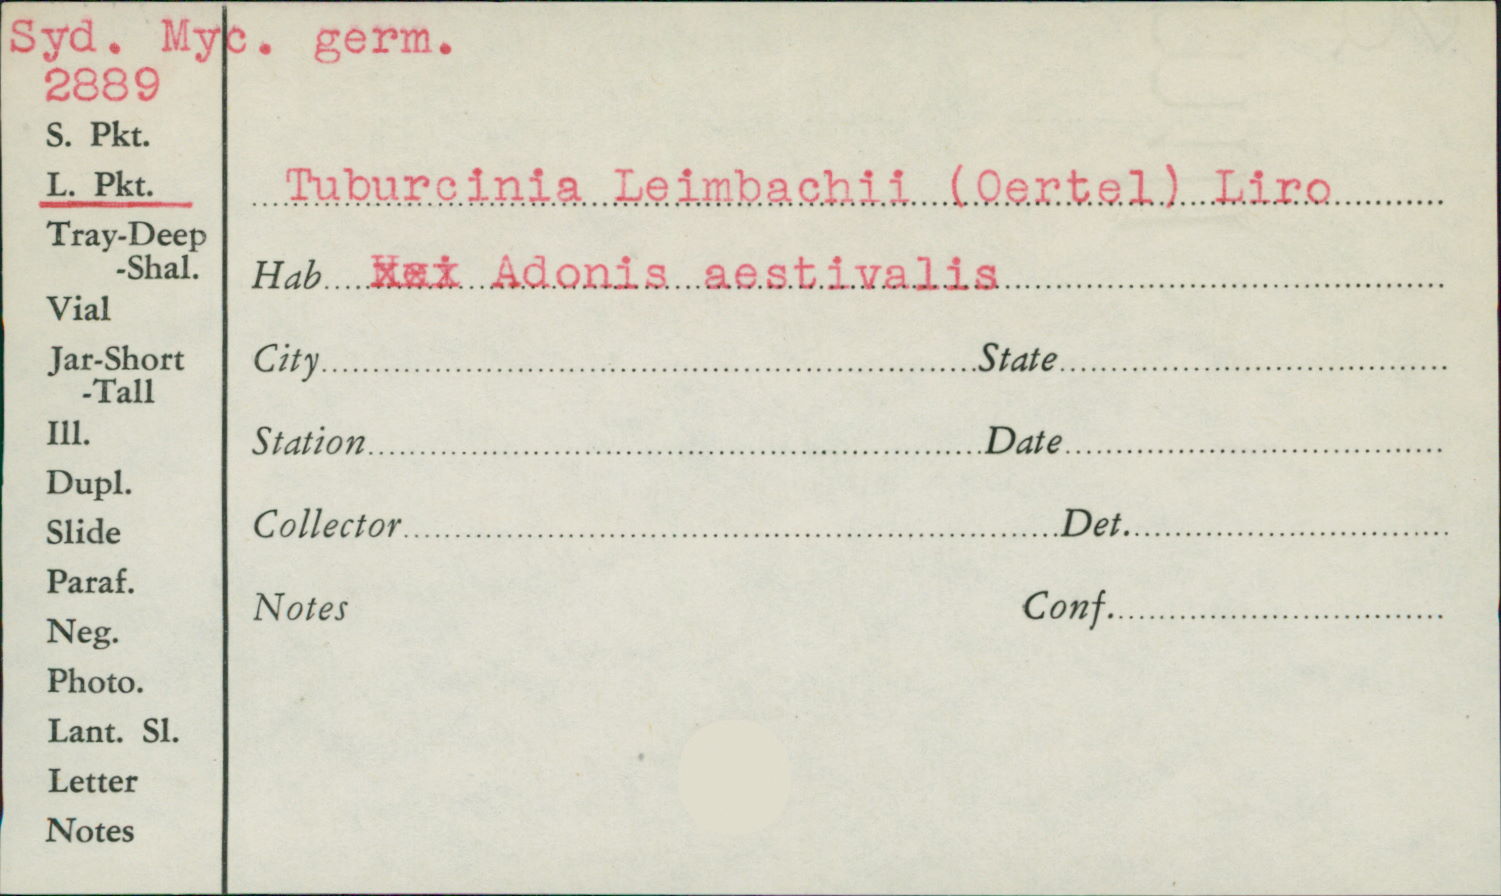 Syd. Myc. germ.
2889
S. Pkt.
L. Pkt.
Tray-Deep
-Shal.
Vial
Jar-Short
-Tall
Ill.
Dupl.
Slide
Paraf.
Neg.
Photo.
Lant. Sl.
Letter
Notes
Tuburcinia Leimbachii (Oertel) Liro
Hab. Adonis aestivalis
City State
Station Date
Collector Det.
Notes Conf.